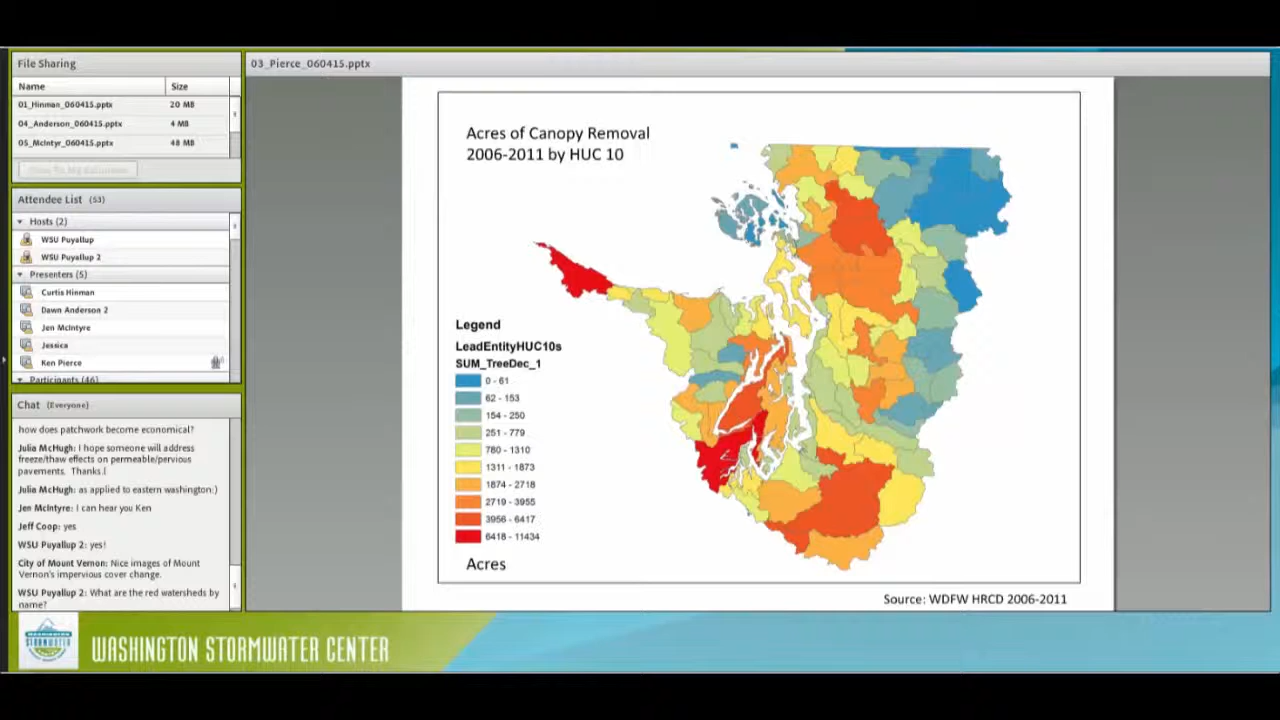 File Sharing
Name Size
01_Hinman_060415.pptx 20 MB
04_Anderson_060415.pptx 4 MB
05_McIntyr_060415.pptx 48 MB
Save To My Computer
Attendee List (53)
Hosts (2)
WSU Puyallup
WSU Puyallup 2
Presenters (5)
Curtis Hinman
Dawn Anderson 2
Jen McIntyre
Jessica
Ken Pierce
Participants (46)
Chat (Everyone)
how does patchwork become economical?
Julia McHugh: I hope someone will address
freeze/thaw effects on permeable/pervious
pavements. Thanks.
Julia McHugh: as applied to eastern washington:)
Jen McIntyre: I can hear you Ken
Jeff Coop: yes
WSU Puyallup 2: yes!
City of Mount Vernon: Nice images of Mount
Vernon's impervious cover change.
WSU Puyallup 2: What are the red watersheds by
name?
03_Pierce_060415.pptx
Acres of Canopy Removal
2006-2011 by HUC 10
Legend
LeadEntityHUC10s
SUM_TreeDec_1
0 - 61
62 - 153
154 - 250
251 - 779
780 - 1310
1311 - 1873
1874 - 2718
2719 - 3955
3956 - 6417
6418 - 11434
Acres
Source: WDFW HRCD 2006-2011
WASHINGTON
STORMWATER
WASHINGTON STORMWATER CENTER